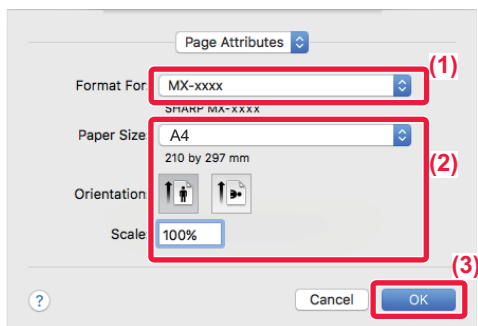 Page Attributes
(1)
Format For: MX-xxxx
SHARP MX-xxxx
Paper Size: A4
210 by 297 mm
(2)
Orientation:
Scale: 100%
(3)
? Cancel OK